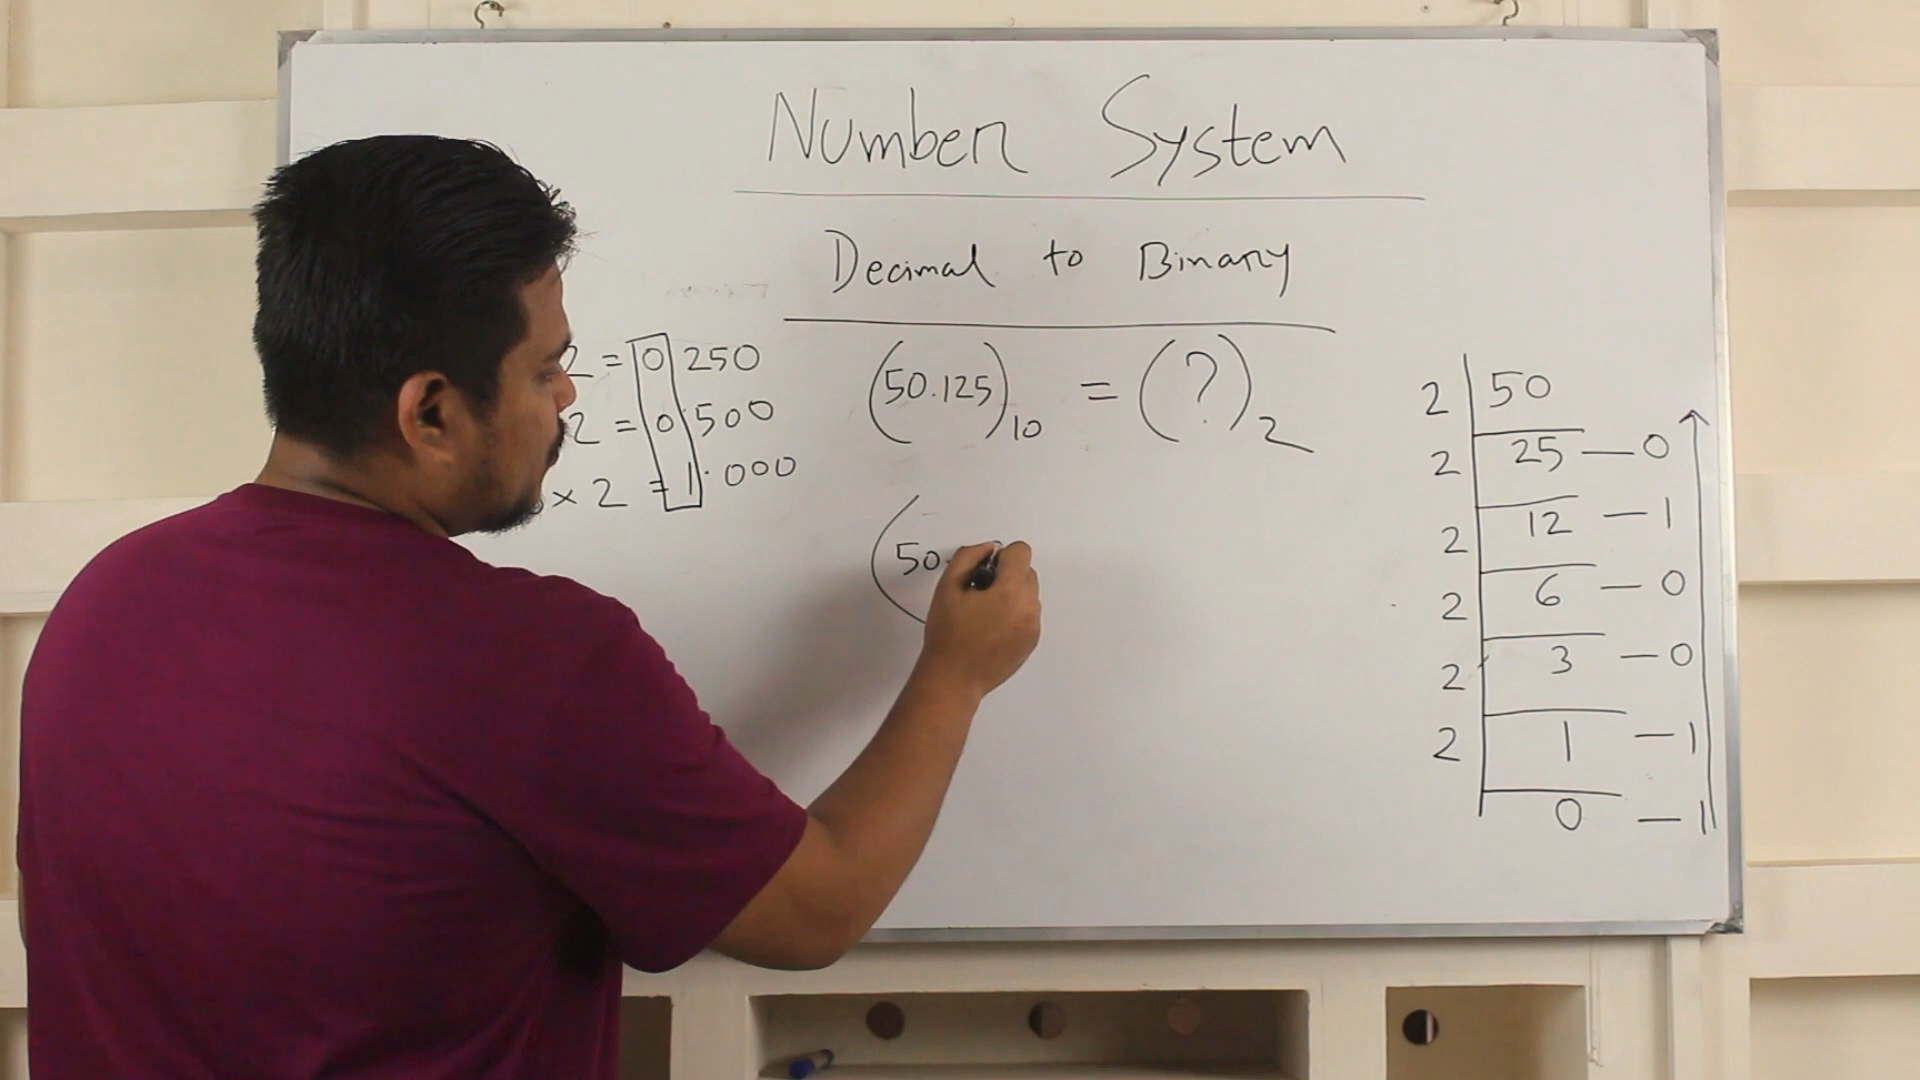 Number System
Decimal to Binary
2 = 0 250
2 = 0.500
× 2 = 1.000
(50.125)10 = (?)2
(50.
2 50
2 25 — 0
2 12 — 1
2 6 — 0
2 3 — 0
2 1 — 1
0 — 1